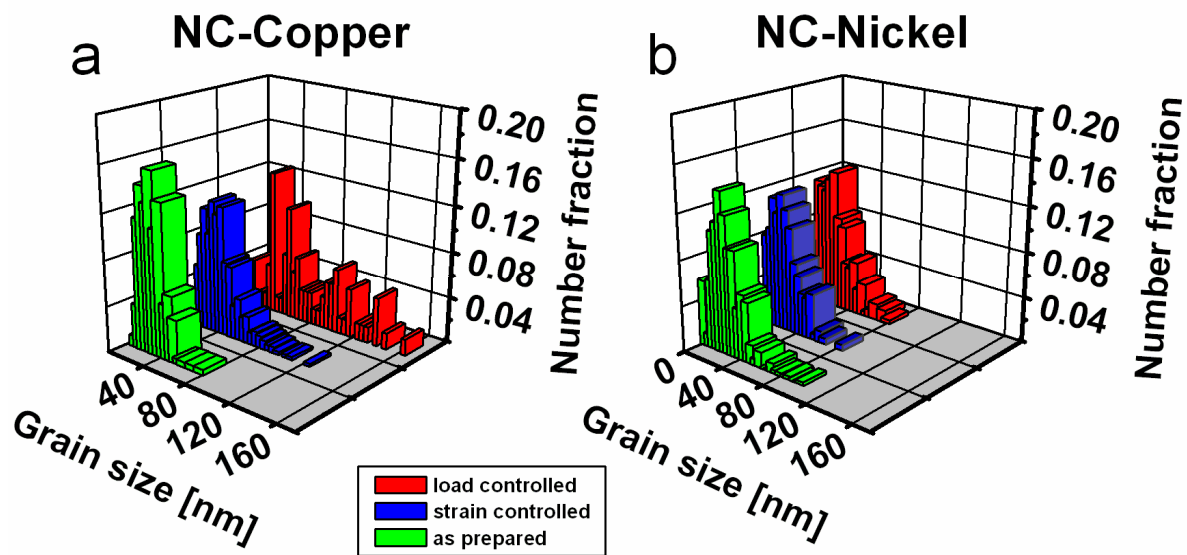 NC-Copper
NC-Nickel
a
b
0.20
0.16
0.12
0.08
0.04
Number fraction
40
80
120
160
Grain size [nm]
0.20
0.16
0.12
0.08
0.04
Number fraction
0
40
80
120
160
Grain size [nm]
load controlled
strain controlled
as prepared